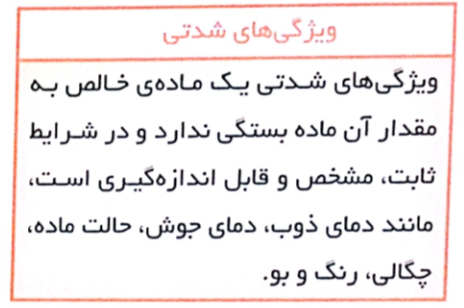 ویژگی‌های شدتی
ویژگی‌های شدتی یک ماده‌ی خالص به
مقدار آن ماده بستگی ندارد و در شرایط
ثابت، مشخص و قابل اندازه‌گیری است،
مانند دمای ذوب، دمای جوش، حالت ماده،
چگالی، رنگ و بو.